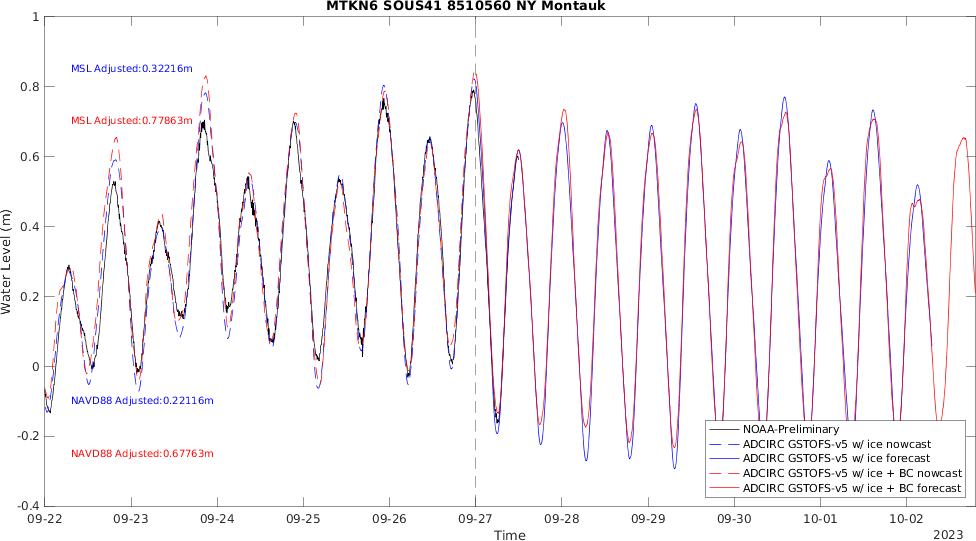 MTKN6 SOUS41 8510560 NY Montauk
1
0.8
0.6
0.4
0.2
0
-0.2
-0.4
Water Level (m)
MSL Adjusted:0.32216m
MSL Adjusted:0.77863m
NAVD88 Adjusted:0.22116m
NAVD88 Adjusted:0.67763m
NOAA-Preliminary
ADCIRC GSTOFS-v5 w/ ice nowcast
ADCIRC GSTOFS-v5 w/ ice forecast
ADCIRC GSTOFS-v5 w/ ice + BC nowcast
ADCIRC GSTOFS-v5 w/ ice + BC forecast
09-22 09-23 09-24 09-25 09-26 09-27 09-28 09-29 09-30 10-01 10-02
Time
2023